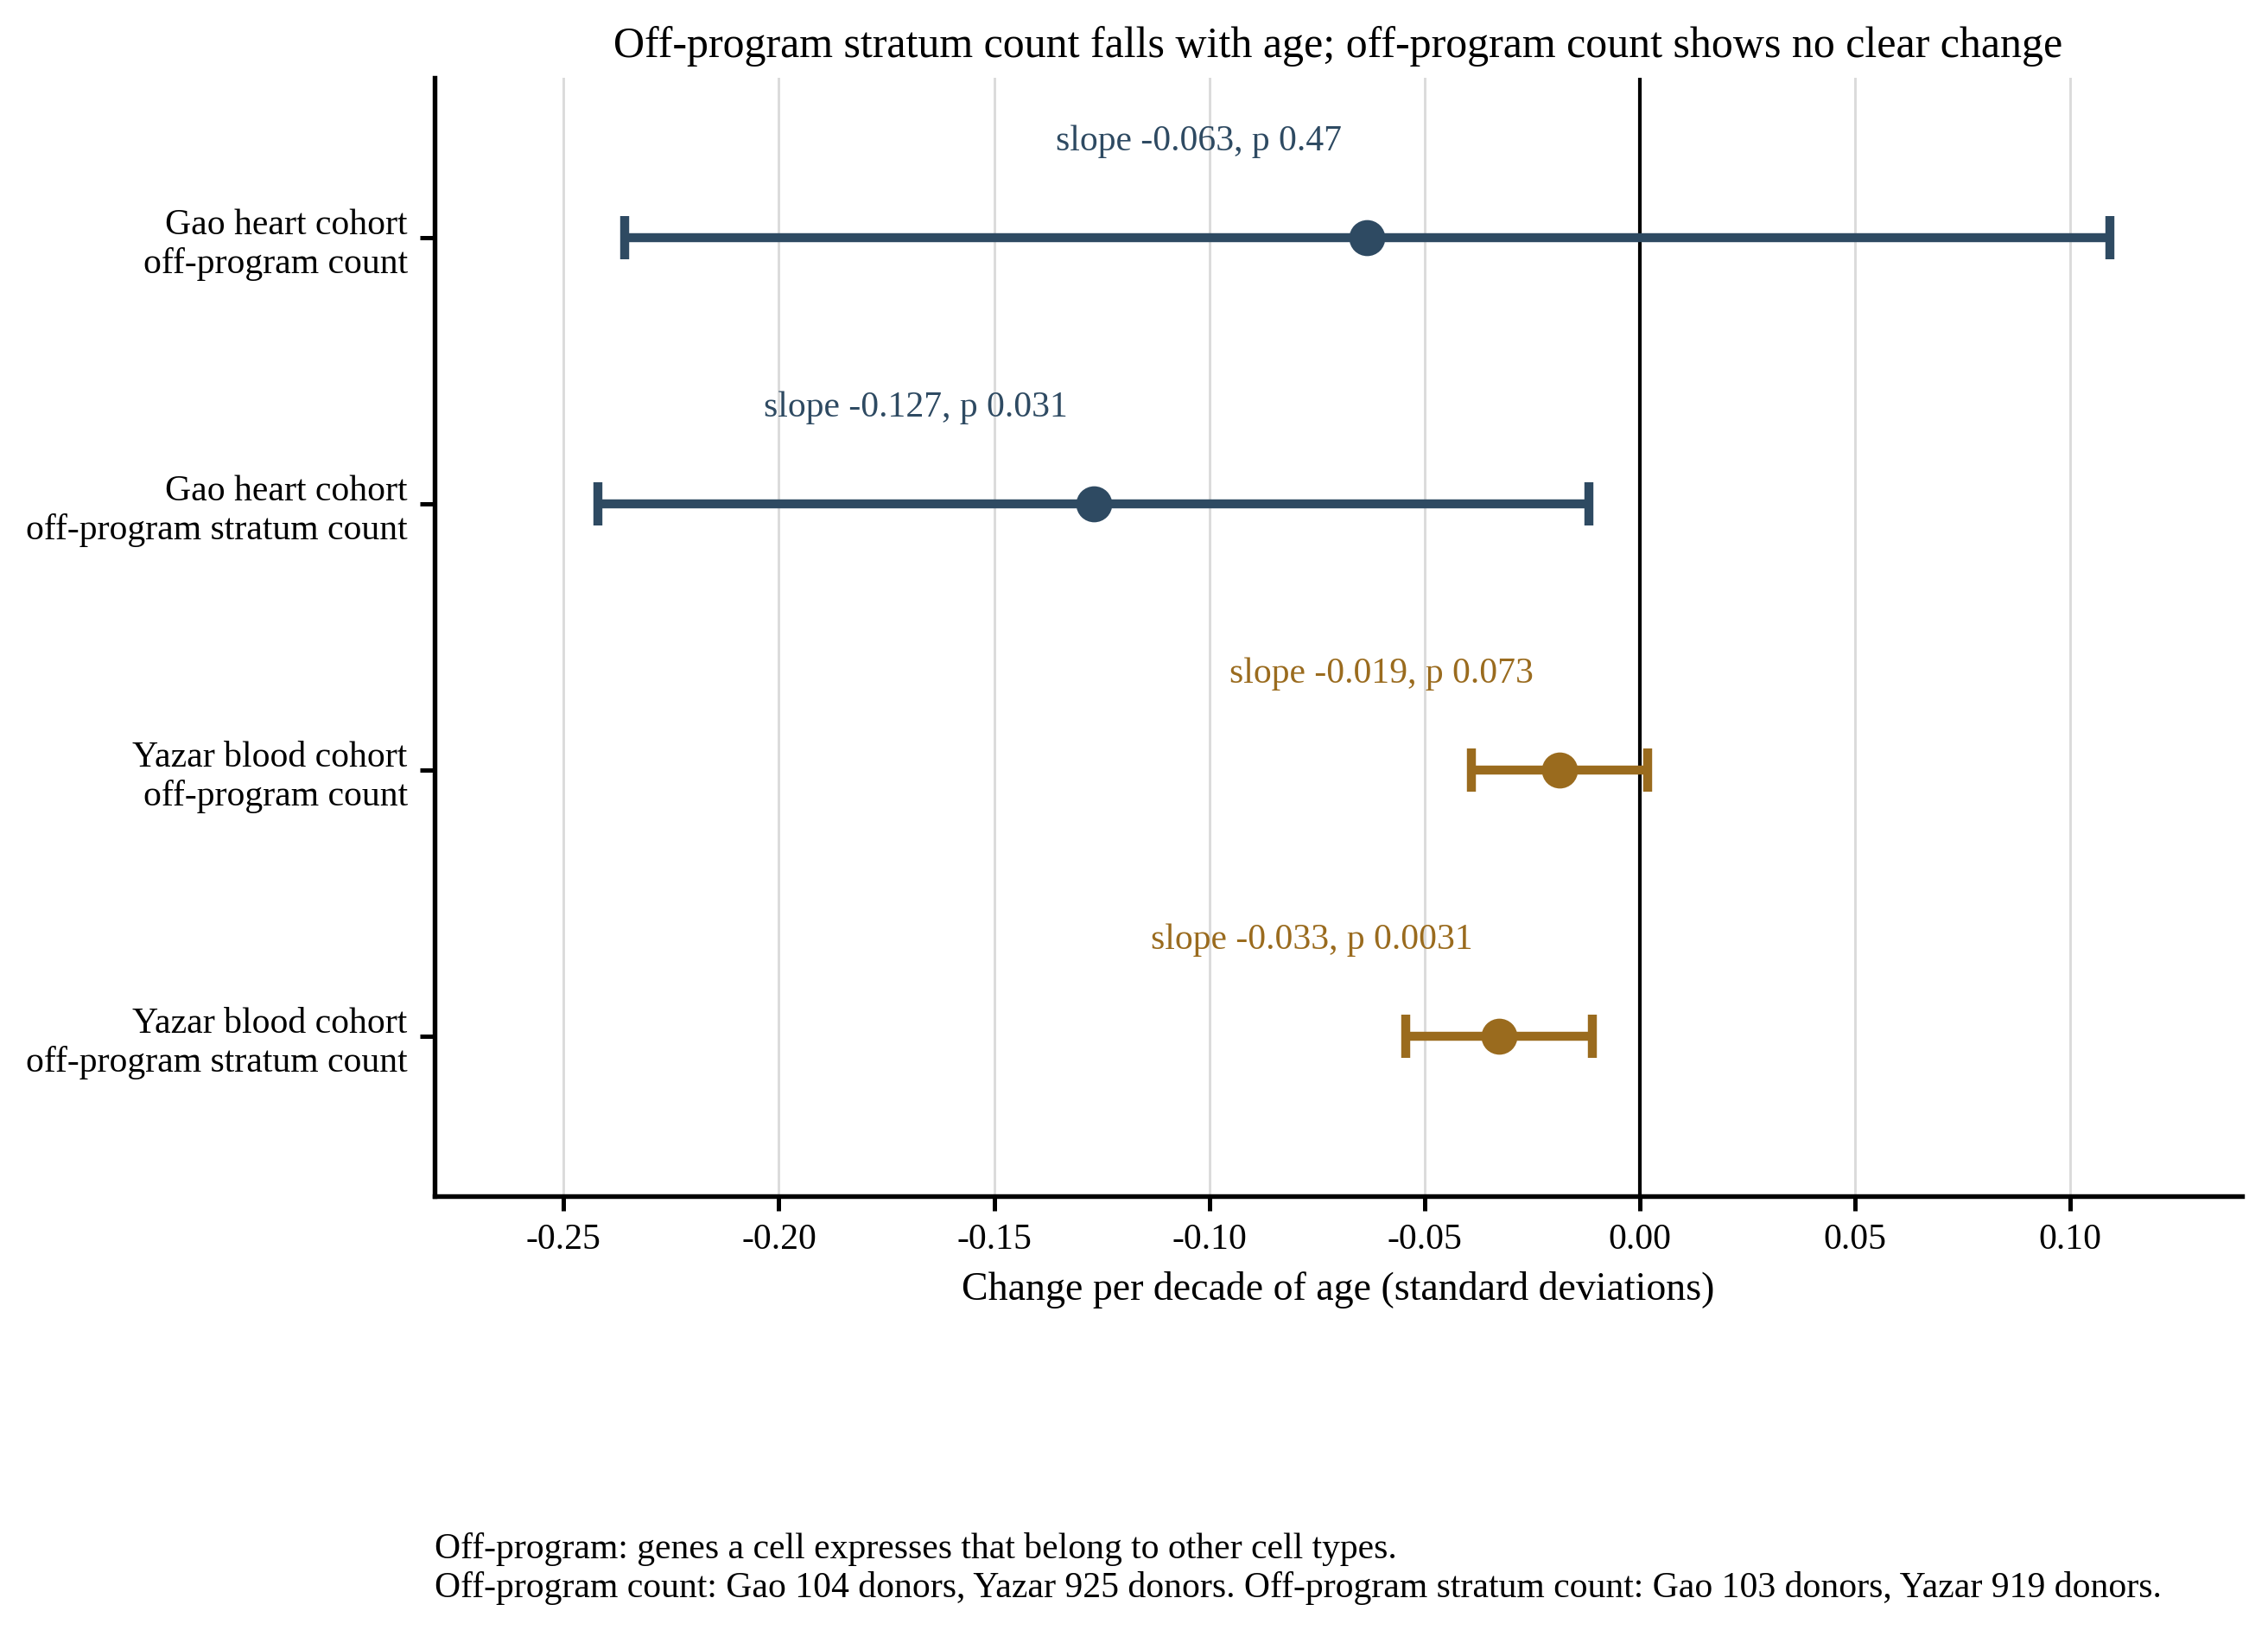 Off-program stratum count falls with age; off-program count shows no clear change
slope -0.063, p 0.47
Gao heart cohort
off-program count
slope -0.127, p 0.031
Gao heart cohort
off-program stratum count
slope -0.019, p 0.073
Yazar blood cohort
off-program count
slope -0.033, p 0.0031
Yazar blood cohort
off-program stratum count
-0.25 -0.20 -0.15 -0.10 -0.05 0.00 0.05 0.10
Change per decade of age (standard deviations)
Off-program: genes a cell expresses that belong to other cell types.
Off-program count: Gao 104 donors, Yazar 925 donors. Off-program stratum count: Gao 103 donors, Yazar 919 donors.